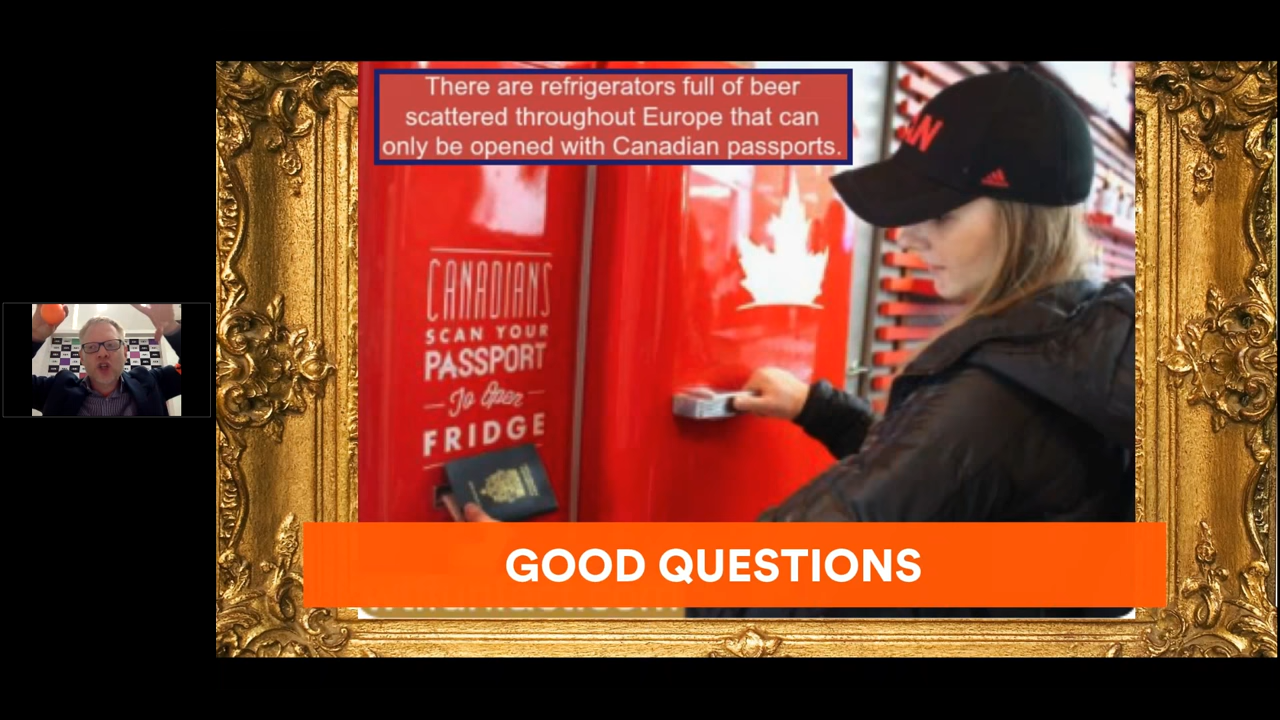 There are refrigerators full of beer
scattered throughout Europe that can
only be opened with Canadian passports.
CANADIANS
SCAN YOUR
PASSPORT
To Open
FRIDGE
GOOD QUESTIONS